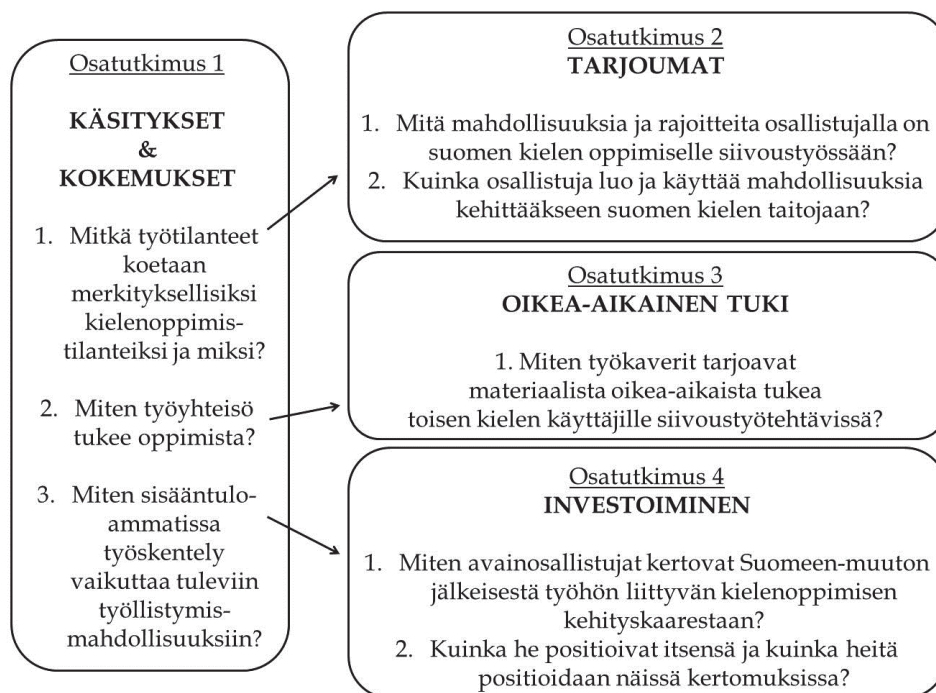 Osatutkimus 1
KÄSITYKSET
&
KOKEMUKSET
1. Mitkä työtilanteet
koetaan
merkityksellisiksi
kielenoppimis-
tilanteiksi ja miksi?
2. Miten työyhteisö
tukee oppimista?
3. Miten sisääntulo-
ammatissa
työskentely
vaikuttaa tuleviin
työllistymis-
mahdollisuuksiin?
Osatutkimus 2
TARJOUMAT
1. Mitä mahdollisuuksia ja rajoitteita osallistujalla on
suomen kielen oppimiselle siivoustyössään?
2. Kuinka osallistuja luo ja käyttää mahdollisuuksia
kehittääkseen suomen kielen taitojaan?
Osatutkimus 3
OIKEA-AIKAINEN TUKI
1. Miten työkaverit tarjoavat
materiaalista oikea-aikaista tukea
toisen kielen käyttäjille siivoustyötehtävissä?
Osatutkimus 4
INVESTOIMINEN
1. Miten avainosallistujat kertovat Suomeen-muuton
jälkeisestä työhön liittyvän kielenoppimisen
kehityskaarestaan?
2. Kuinka he positioivat itsensä ja kuinka heitä
positioidaan näissä kertomuksissa?